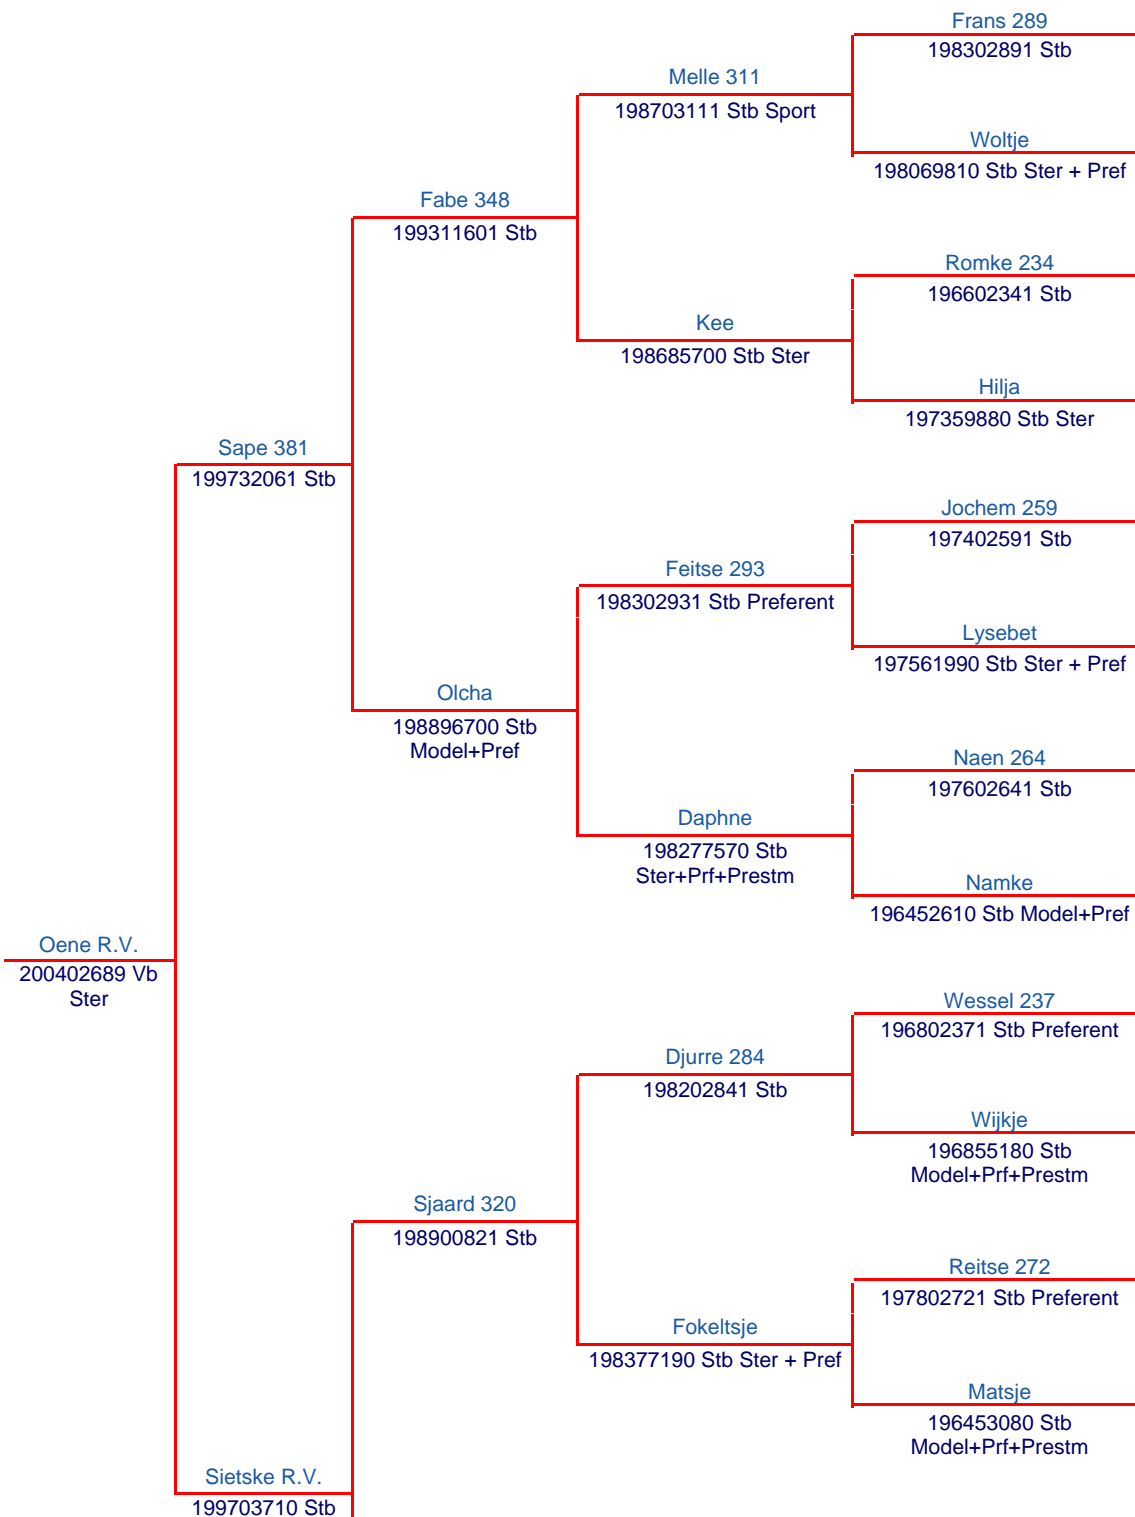 Frans 289
198302891 Stb
Melle 311
198703111 Stb Sport
Woltje
198069810 Stb Ster + Pref
Fabe 348
199311601 Stb
Romke 234
196602341 Stb
Kee
198685700 Stb Ster
Hilja
197359880 Stb Ster
Sape 381
199732061 Stb
Jochem 259
197402591 Stb
Feitse 293
198302931 Stb Preferent
Lysebet
197561990 Stb Ster + Pref
Olcha
198896700 Stb
Model+Pref
Naen 264
197602641 Stb
Daphne
198277570 Stb
Ster+Prf+Prestm
Namke
196452610 Stb Model+Pref
Oene R.V.
200402689 Vb
Ster
Wessel 237
196802371 Stb Preferent
Djurre 284
198202841 Stb
Wijkje
196855180 Stb
Model+Prf+Prestm
Sjaard 320
198900821 Stb
Reitse 272
197802721 Stb Preferent
Fokeltsje
198377190 Stb Ster + Pref
Matsje
196453080 Stb
Model+Prf+Prestm
Sietske R.V.
199703710 Stb